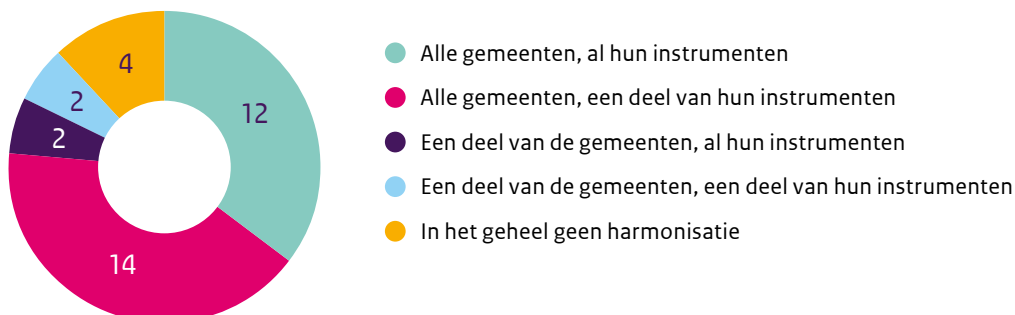 4
12
2
2
14
Alle gemeenten, al hun instrumenten
Alle gemeenten, een deel van hun instrumenten
Een deel van de gemeenten, al hun instrumenten
Een deel van de gemeenten, een deel van hun instrumenten
In het geheel geen harmonisatie